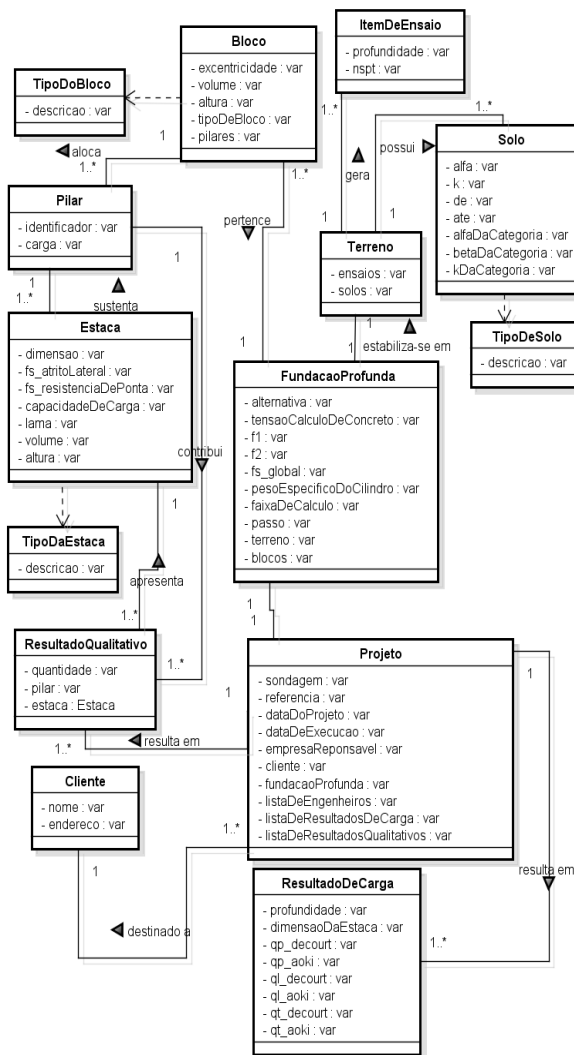 Bloco
- excentricidade : var
- volume : var
- altura : var
- tipoDeBloco : var
- pilares : var
ItemDeEnsaio
- profundidade : var
- nspt : var
TipoDoBloco
- descricao : var
1
1..*
1..*
1..*
aloca
1..*
gera
possui
Solo
- alfa : var
- k : var
- de : var
- ate : var
- alfaDaCategoria : var
- betaDaCategoria : var
- kDaCategoria : var
Pilar
- identificador : var
- carga : var
1
pertence
1
1
Terreno
- ensaios : var
- solos : var
1
1..*
sustenta
Estaca
- dimensao : var
- fs_atritoLateral : var
- fs_resistenciaDePonta : var
- capacidadeDeCarga : var
- lama : var
- volume : var
- altura : var
1
1
1
estabiliza-se em
TipoDeSolo
- descricao : var
FundacaoProfunda
- alternativa : var
- tensaoCalculoDeConcreto : var
- f1 : var
- f2 : var
- fs_global : var
- pesoEspecificoDoCilindro : var
- faixaDeCalculo : var
- passo : var
- terreno : var
- blocos : var
contribui
1
TipoDaEstaca
- descricao : var
apresenta
1..*
1
1
ResultadoQualitativo
- quantidade : var
- pilar : var
- estaca : Estaca
1..*
1
1..*
resulta em
Projeto
- sondagem : var
- referencia : var
- dataDoProjeto : var
- dataDeExecucao : var
- empresaReponsavel : var
- cliente : var
- fundacaoProfunda : var
- listaDeEngenheiros : var
- listaDeResultadosDeCarga : var
- listaDeResultadosQualitativos : var
1
Cliente
- nome : var
- endereco : var
1..*
1
destinado a
resulta em
1..*
ResultadoDeCarga
- profundidade : var
- dimensaoDaEstaca : var
- qp_decourt : var
- qp_aoki : var
- ql_decourt : var
- ql_aoki : var
- qt_decourt : var
- qt_aoki : var